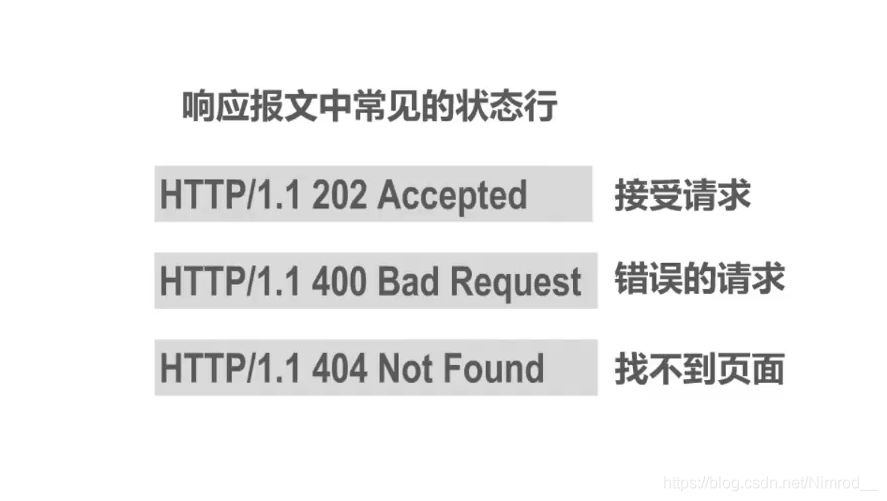 响应报文中常见的状态行
HTTP/1.1 202 Accepted 接受请求
HTTP/1.1 400 Bad Request 错误的请求
HTTP/1.1 404 Not Found 找不到页面
https://blog.csdn.net/Nimrod__